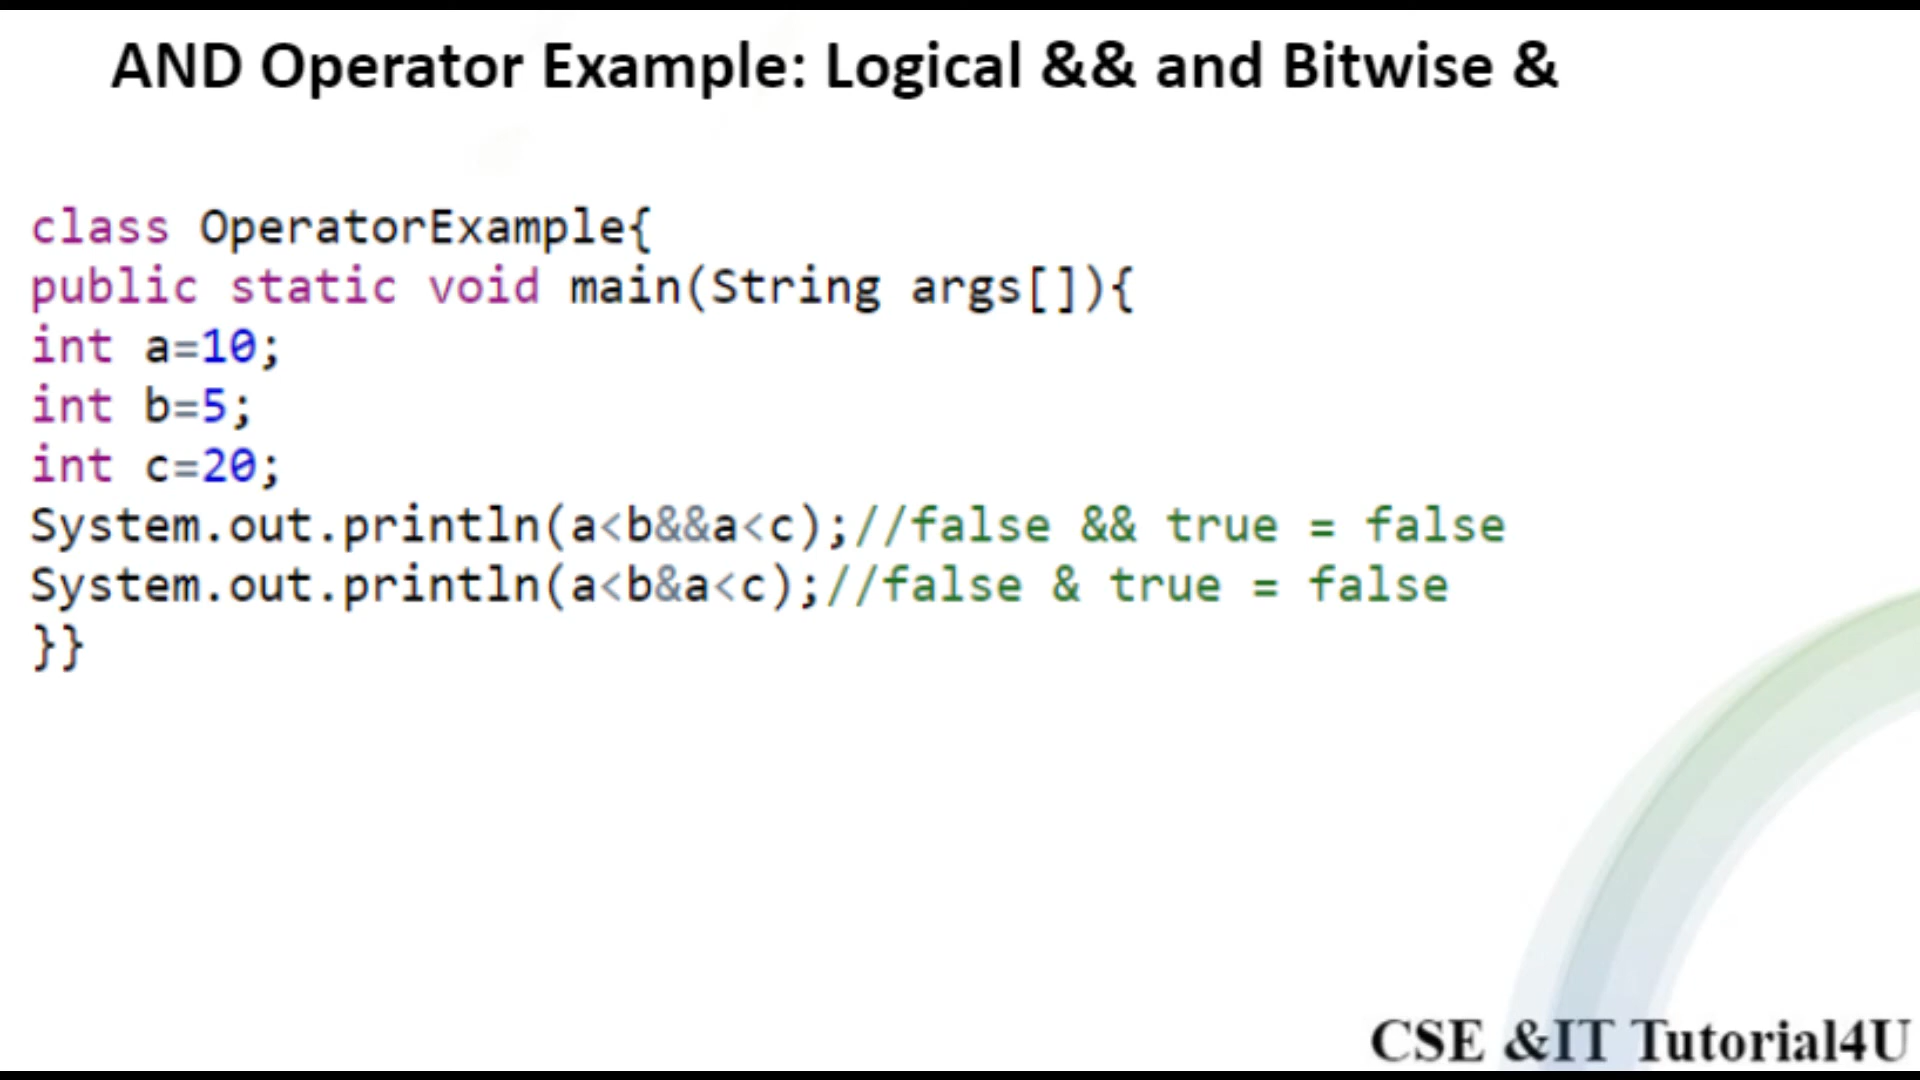 AND Operator Example: Logical && and Bitwise &
class OperatorExample{
public static void main(String args[]){
int a=10;
int b=5;
int c=20;
System.out.println(a<b&&a<c);//false && true = false
System.out.println(a<b&a<c);//false & true = false
}}
CSE &IT Tutorial4U